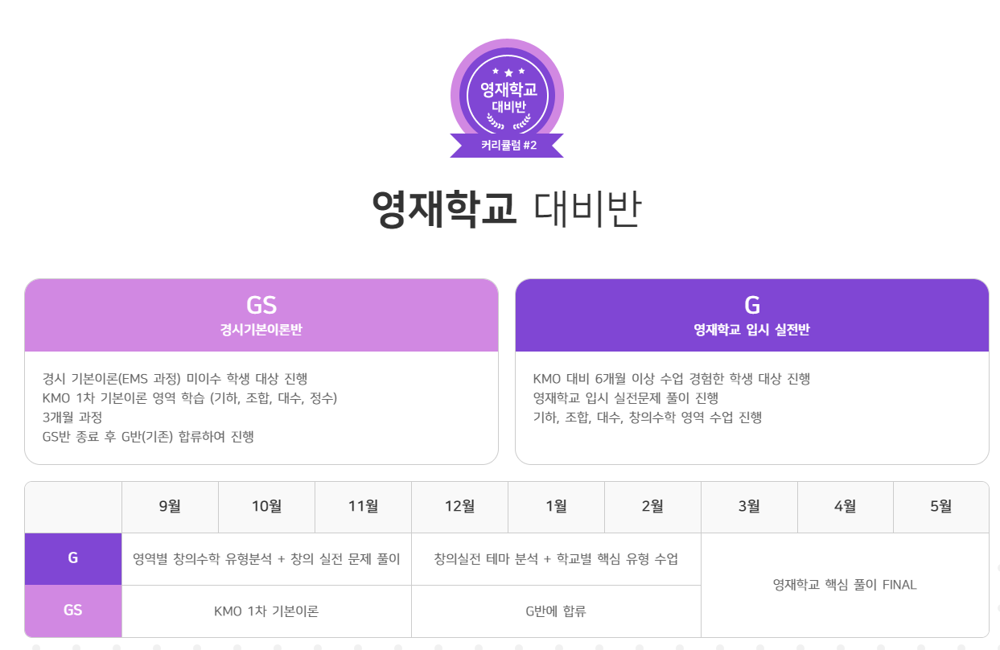 영재학교
대비반
커리큘럼 #2
영재학교 대비반
GS
경시기본이론반
경시 기본이론(EMS 과정) 미이수 학생 대상 진행
KMO 1차 기본이론 영역 학습 (기하, 조합, 대수, 정수)
3개월 과정
GS반 종료 후 G반(기존) 합류하여 진행
G
영재학교 입시 실전반
KMO 대비 6개월 이상 수업 경험한 학생 대상 진행
영재학교 입시 실전문제 풀이 진행
기하, 조합, 대수, 창의수학 영역 수업 진행
9월 10월 11월 12월 1월 2월 3월 4월 5월
G 영역별 창의수학 유형분석 + 창의 실전 문제 풀이 창의실전 테마 분석 + 학교별 핵심 유형 수업
영재학교 핵심 풀이 FINAL
GS KMO 1차 기본이론 G반에 합류